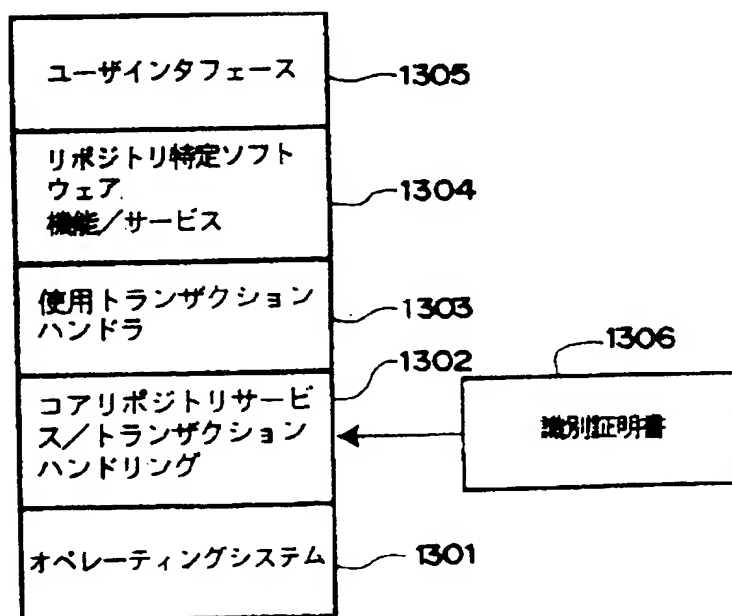 ユーザインタフェース
1305
リポジトリ特定ソフト
ウェア
機能／サービス
1304
使用トランザクション
ハンドラ
1303
コアリポジトリサービ
ス／トランザクション
ハンドリング
1302
1306
識別証明書
オペレーティングシステム
1301